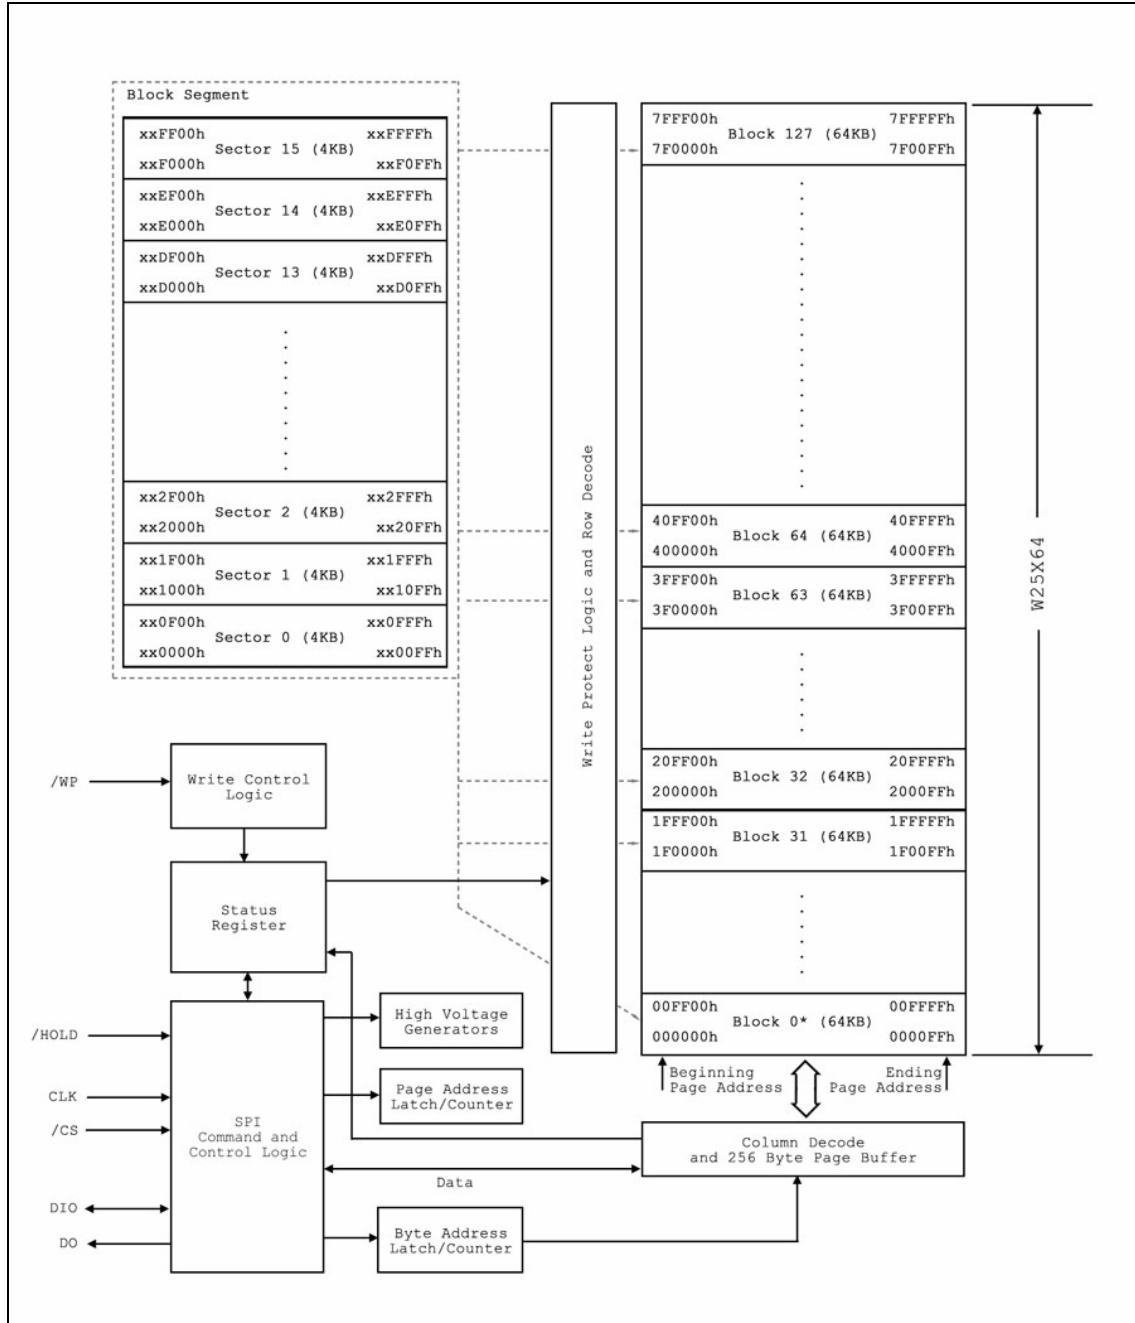 Block Segment
xxFF00h xxFFFFh
Sector 15 (4KB)
xxF000h xxF0FFh
xxEF00h xxEFFFh
Sector 14 (4KB)
xxE000h xxE0FFh
xxDF00h xxDFFFh
Sector 13 (4KB)
xxD000h xxD0FFh
xx2F00h xx2FFFh
Sector 2 (4KB)
xx2000h xx20FFh
xx1F00h xx1FFFh
Sector 1 (4KB)
xx1000h xx10FFh
xx0F00h xx0FFFh
Sector 0 (4KB)
xx0000h xx00FFh
Write Protect Logic and Row Decode
7FFF00h 7FFFFFh
Block 127 (64KB)
7F0000h 7F00FFh
40FF00h 40FFFFh
Block 64 (64KB)
400000h 4000FFh
3FFF00h 3FFFFFh
Block 63 (64KB)
3F0000h 3F00FFh
20FF00h 20FFFFh
Block 32 (64KB)
200000h 2000FFh
1FFF00h 1FFFFFh
Block 31 (64KB)
1F0000h 1F00FFh
00FF00h 00FFFFh
Block 0* (64KB)
000000h 0000FFh
W25X64
Beginning
Page Address
Ending
Page Address
/WP
Write Control
Logic
Status
Register
/HOLD
CLK
/CS
DIO
DO
SPI
Command and
Control Logic
High Voltage
Generators
Page Address
Latch/Counter
Column Decode
and 256 Byte Page Buffer
Data
Byte Address
Latch/Counter